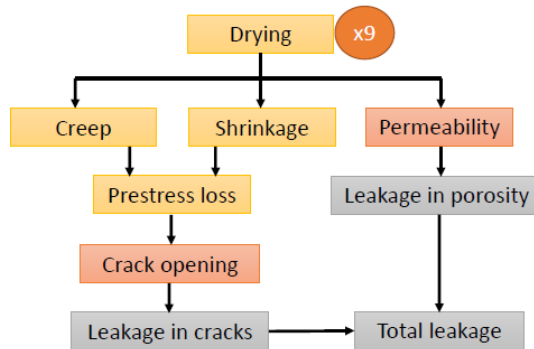 Drying
x9
Creep
Shrinkage
Permeability
Prestress loss
Leakage in porosity
Crack opening
Leakage in cracks
Total leakage